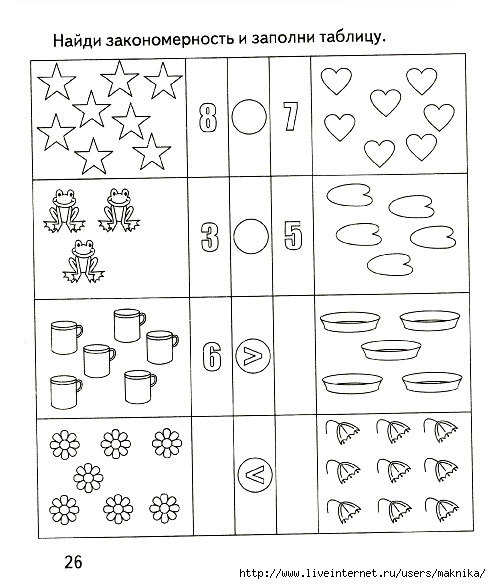 Найди закономерность и заполни таблицу.
8 7
3 5
6 >
<
26
http://www.liveinternet.ru/users/maknika/